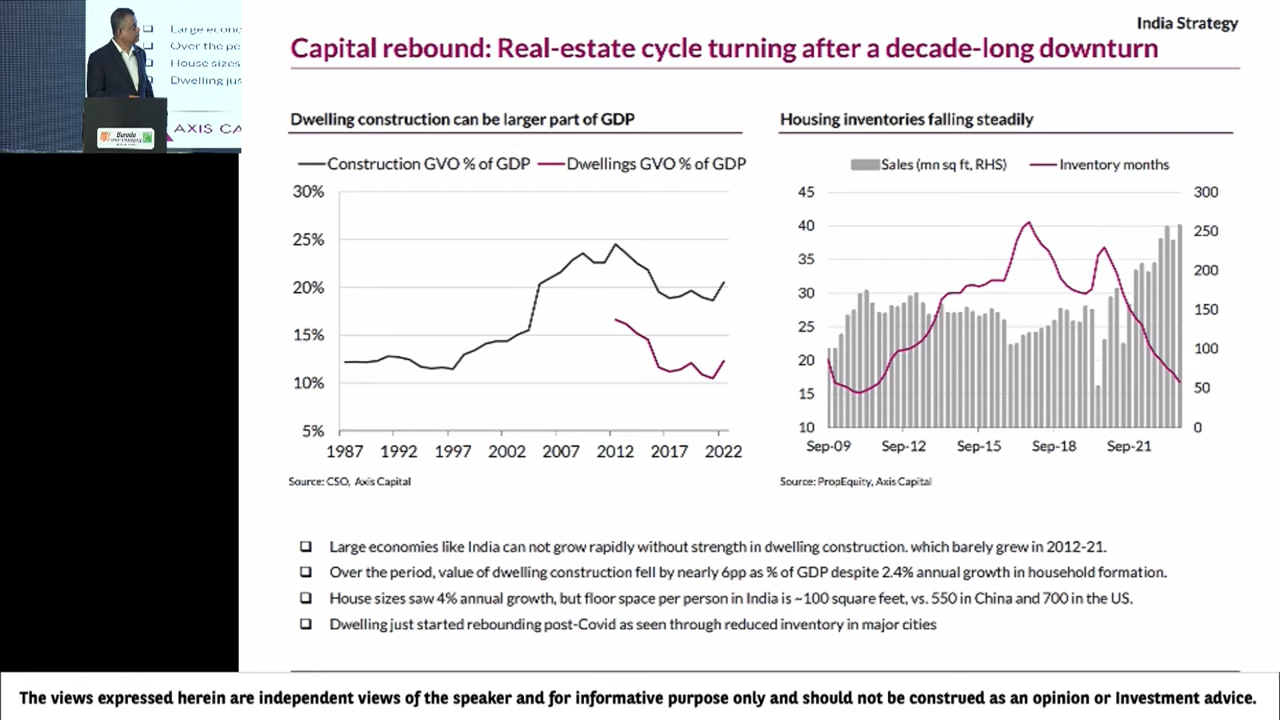 Large econo
Over the pe
House sizes
Dwelling jus
AXIS CA
Baroda
BNP PARIBAS
India Strategy
Capital rebound: Real-estate cycle turning after a decade-long downturn
Dwelling construction can be larger part of GDP
Construction GVO % of GDP Dwellings GVO % of GDP
30%
25%
20%
15%
10%
5%
1987 1992 1997 2002 2007 2012 2017 2022
Source: CSO, Axis Capital
Housing inventories falling steadily
Sales (mn sq ft, RHS) Inventory months
45 300
40 250
35 200
30 150
25 100
20 50
15 0
10
Sep-09 Sep-12 Sep-15 Sep-18 Sep-21
Source: PropEquity, Axis Capital
Large economies like India can not grow rapidly without strength in dwelling construction. which barely grew in 2012-21.
Over the period, value of dwelling construction fell by nearly 6pp as % of GDP despite 2.4% annual growth in household formation.
House sizes saw 4% annual growth, but floor space per person in India is ~100 square feet, vs. 550 in China and 700 in the US.
Dwelling just started rebounding post-Covid as seen through reduced inventory in major cities
The views expressed herein are independent views of the speaker and for informative purpose only and should not be construed as an opinion or Investment advice.